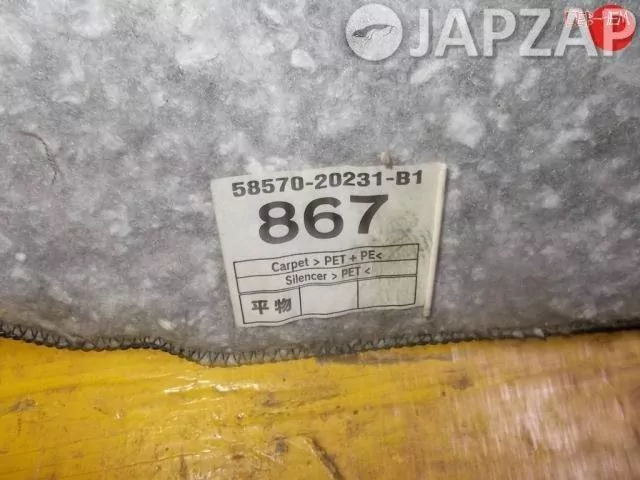 JAPZAP
58570-20231-B1
867
Carpet > PET + PE<
Silencer > PET <
平物